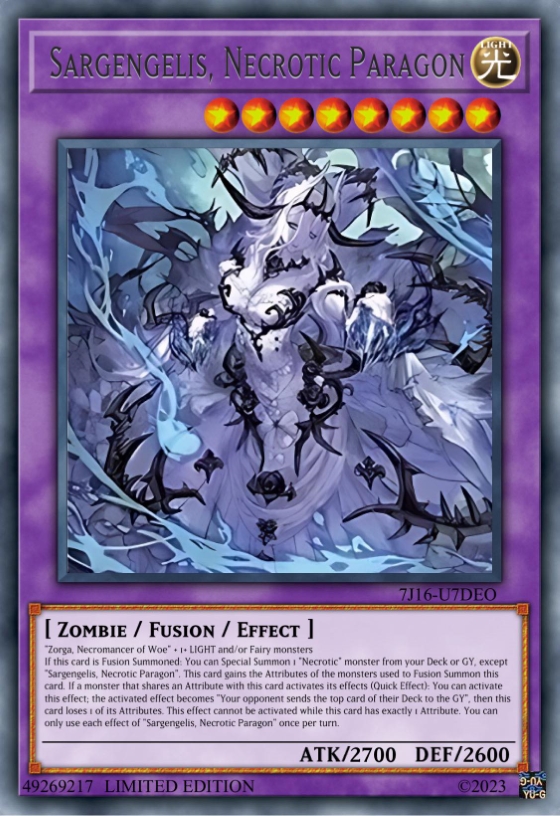 Sargengelis, Necrotic Paragon
LIGHT
光
7J16-U7DEO
[ Zombie / Fusion / Effect ]
"Zorga, Necromancer of Woe" + 1+ LIGHT and/or Fairy monsters
If this card is Fusion Summoned: You can Special Summon 1 "Necrotic" monster from your Deck or GY, except
"Sargengelis, Necrotic Paragon". This card gains the Attributes of the monsters used to Fusion Summon this
card. If a monster that shares an Attribute with this card activates its effects (Quick Effect): You can activate
this effect; the activated effect becomes "Your opponent sends the top card of their Deck to the GY", then this
card loses 1 of its Attributes. This effect cannot be activated while this card has exactly 1 Attribute. You can
only use each effect of "Sargengelis, Necrotic Paragon" once per turn.
ATK/2700 DEF/2600
49269217 LIMITED EDITION
©2023